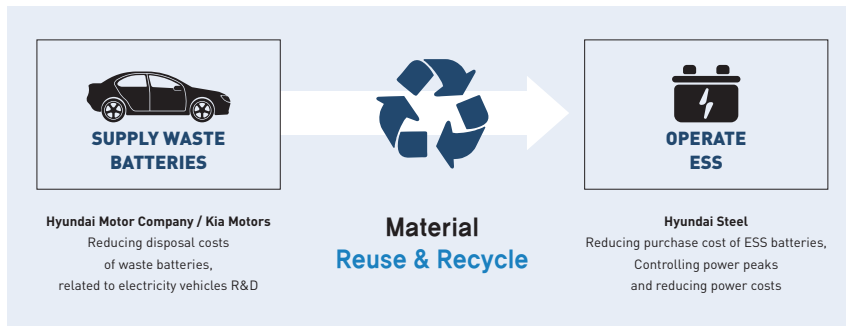 SUPPLY WASTE
BATTERIES
Hyundai Motor Company / Kia Motors
Reducing disposal costs
of waste batteries,
related to electricity vehicles R&D
Material
Reuse & Recycle
OPERATE
ESS
Hyundai Steel
Reducing purchase cost of ESS batteries,
Controlling power peaks
and reducing power costs